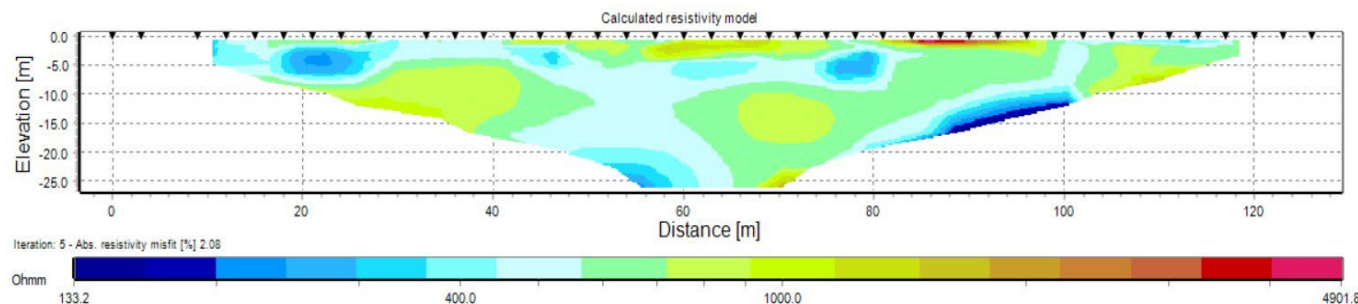 Calculated resistivity model
0.0
-5.0
-10.0
-15.0
-20.0
-25.0
Elevation [m]
0 20 40 60 80 100 120
Distance [m]
Iteration: 5 - Abs. resistivity misfit [%] 2.08
Ohmm
133.2 400.0 1000.0 4901.8